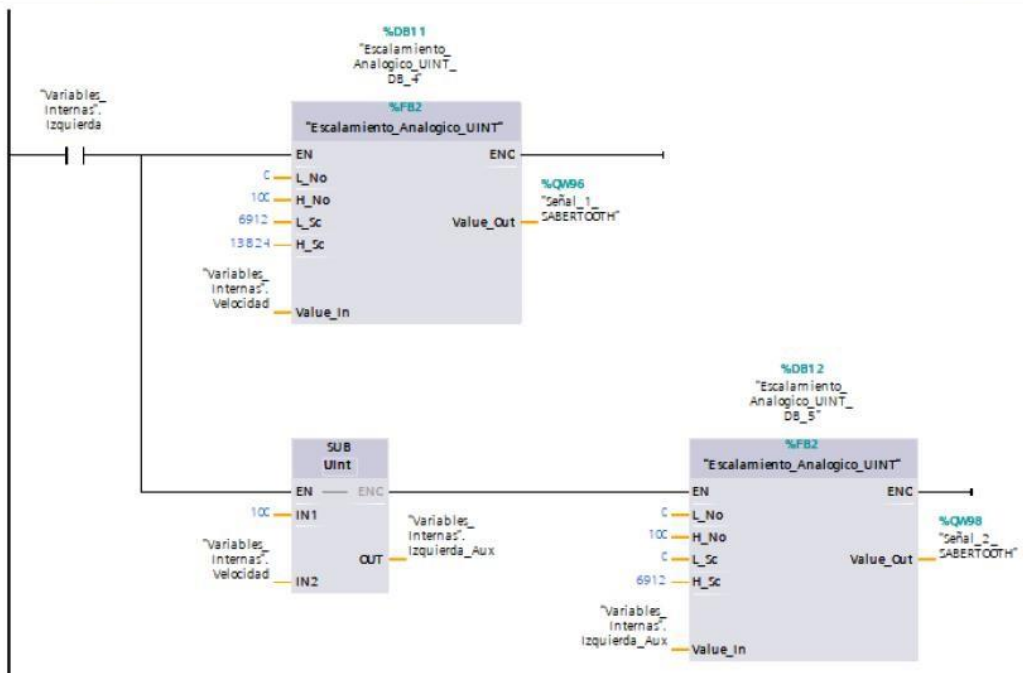 %DB11
"Escalamiento_
Analogico_UINT_
DB_4"
"Variables_
Internas".
Izquierda
%FB2
"Escalamiento_Analogico_UINT"
EN
ENO
0
L_No
100
H_No
6912
L_Sc
13824
H_Sc
%QW96
"Señal_1_
SABERTOOTH"
Value_Out
"Variables_
Internas".
Velocidad
Value_In
%DB12
"Escalamiento_
Analogico_UINT_
DB_5"
SUB
UInt
EN
ENO
100
IN1
"Variables_
Internas".
Velocidad
IN2
OUT
"Variables_
Internas".
Izquierda_Aux
%FB2
"Escalamiento_Analogico_UINT"
EN
ENO
0
L_No
100
H_No
0
L_Sc
6912
H_Sc
%QW98
"Señal_2_
SABERTOOTH"
Value_Out
"Variables_
Internas".
Izquierda_Aux
Value_In